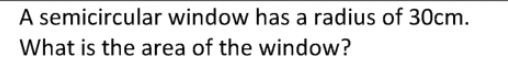 A semicircular window has a radius of 30cm.
What is the area of the window?